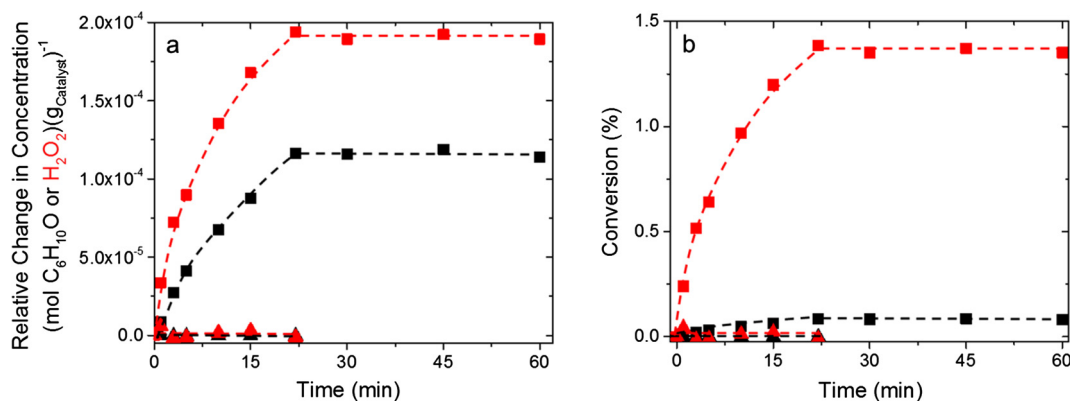 a
Relative Change in Concentration
(mol C₆H₁₀O or H₂O₂)(g_Catalyst)⁻¹
2.0x10⁻⁴
1.5x10⁻⁴
1.0x10⁻⁴
5.0x10⁻⁵
0.0
0 15 30 45 60
Time (min)
b
Conversion (%)
1.5
1.0
0.5
0.0
0 15 30 45 60
Time (min)